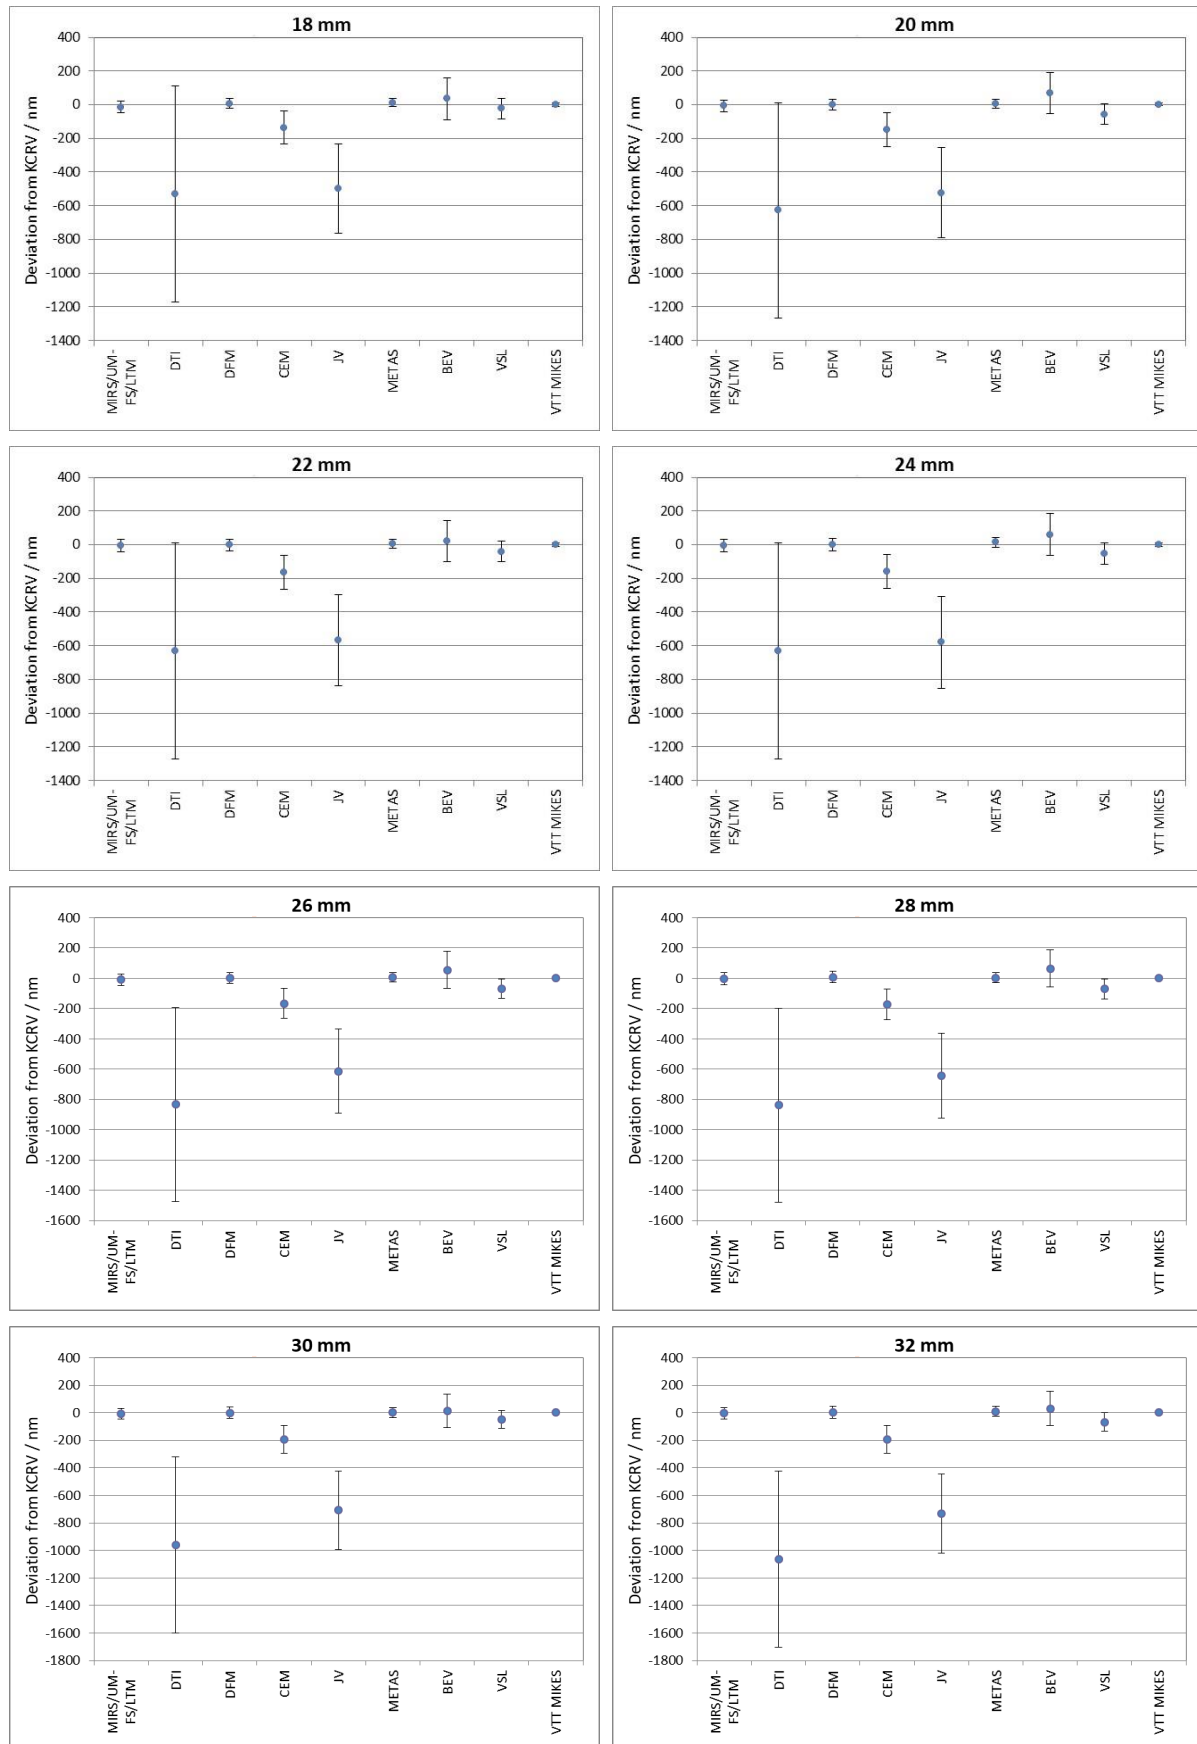 18 mm
Deviation from KCRV / nm
400
200
0
-200
-400
-600
-800
-1000
-1200
-1400
MIRS/UM-
FS/LTM
DTI
DFM
CEM
JV
METAS
BEV
VSL
VTT MIKES
20 mm
Deviation from KCRV / nm
400
200
0
-200
-400
-600
-800
-1000
-1200
-1400
MIRS/UM-
FS/LTM
DTI
DFM
CEM
JV
METAS
BEV
VSL
VTT MIKES
22 mm
Deviation from KCRV / nm
400
200
0
-200
-400
-600
-800
-1000
-1200
-1400
MIRS/UM-
FS/LTM
DTI
DFM
CEM
JV
METAS
BEV
VSL
VTT MIKES
24 mm
Deviation from KCRV / nm
400
200
0
-200
-400
-600
-800
-1000
-1200
-1400
MIRS/UM-
FS/LTM
DTI
DFM
CEM
JV
METAS
BEV
VSL
VTT MIKES
26 mm
Deviation from KCRV / nm
400
200
0
-200
-400
-600
-800
-1000
-1200
-1400
-1600
MIRS/UM-
FS/LTM
DTI
DFM
CEM
JV
METAS
BEV
VSL
VTT MIKES
28 mm
Deviation from KCRV / nm
400
200
0
-200
-400
-600
-800
-1000
-1200
-1400
-1600
MIRS/UM-
FS/LTM
DTI
DFM
CEM
JV
METAS
BEV
VSL
VTT MIKES
30 mm
Deviation from KCRV / nm
400
200
0
-200
-400
-600
-800
-1000
-1200
-1400
-1600
-1800
MIRS/UM-
FS/LTM
DTI
DFM
CEM
JV
METAS
BEV
VSL
VTT MIKES
32 mm
Deviation from KCRV / nm
400
200
0
-200
-400
-600
-800
-1000
-1200
-1400
-1600
-1800
MIRS/UM-
FS/LTM
DTI
DFM
CEM
JV
METAS
BEV
VSL
VTT MIKES